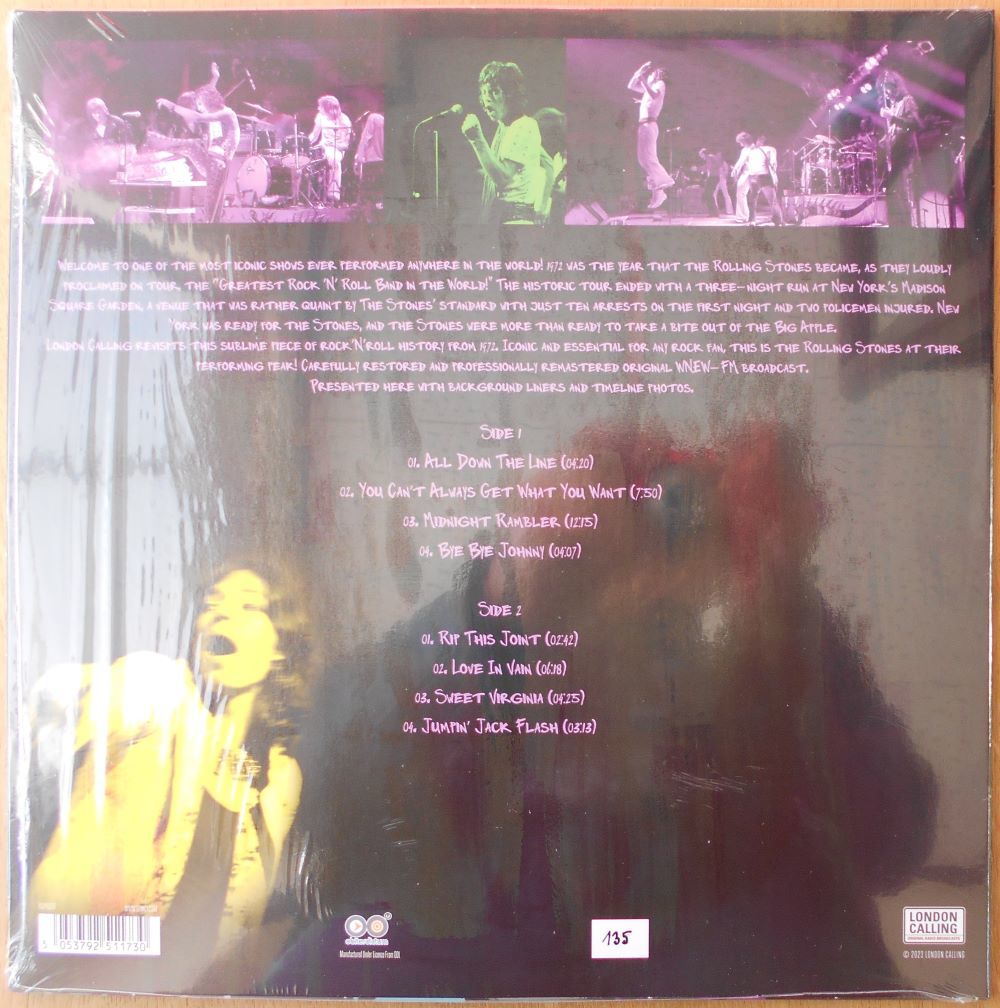 Welcome to one of the most iconic shows ever performed anywhere in the world! 1972 was the year that the Rolling Stones became, as they loudly
proclaimed on tour, the "Greatest Rock 'N' Roll Band in the World!" The historic tour ended with a three-night run at New York's Madison
Square Garden, a venue that was rather quaint by The Stones' standard with just ten arrests on the first night and two policemen injured. New
York was ready for the Stones, and the Stones were more than ready to take a bite out of the Big Apple.
London Calling revisits this sublime piece of rock'n'roll history from 1972. Iconic and essential for any rock fan, this is the Rolling Stones at their
performing peak! Carefully restored and professionally remastered original WNEW-FM broadcast.
Presented here with background liners and timeline photos.
Side 1
01. All Down The Line (04:20)
02. You Can't Always Get What You Want (7:50)
03. Midnight Rambler (12:15)
04. Bye Bye Johnny (04:07)
Side 2
01. Rip This Joint (02:42)
02. Love In Vain (06:18)
03. Sweet Virginia (04:25)
04. Jumpin' Jack Flash (03:13)
5 053792 511730
Manufactured Under Licence From ODL
135
LONDON
CALLING
ORIGINAL RADIO BROADCASTS
© 2023 LONDON CALLING